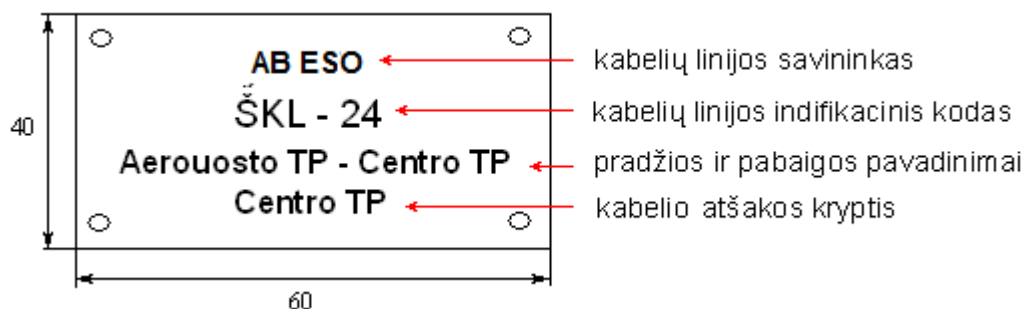 AB ESO
kabelių linijos savininkas
ŠKL - 24
kabelių linijos indifikacinis kodas
40
Aerouosto TP - Centro TP
pradžios ir pabaigos pavadinimai
Centro TP
kabelio atšakos kryptis
60